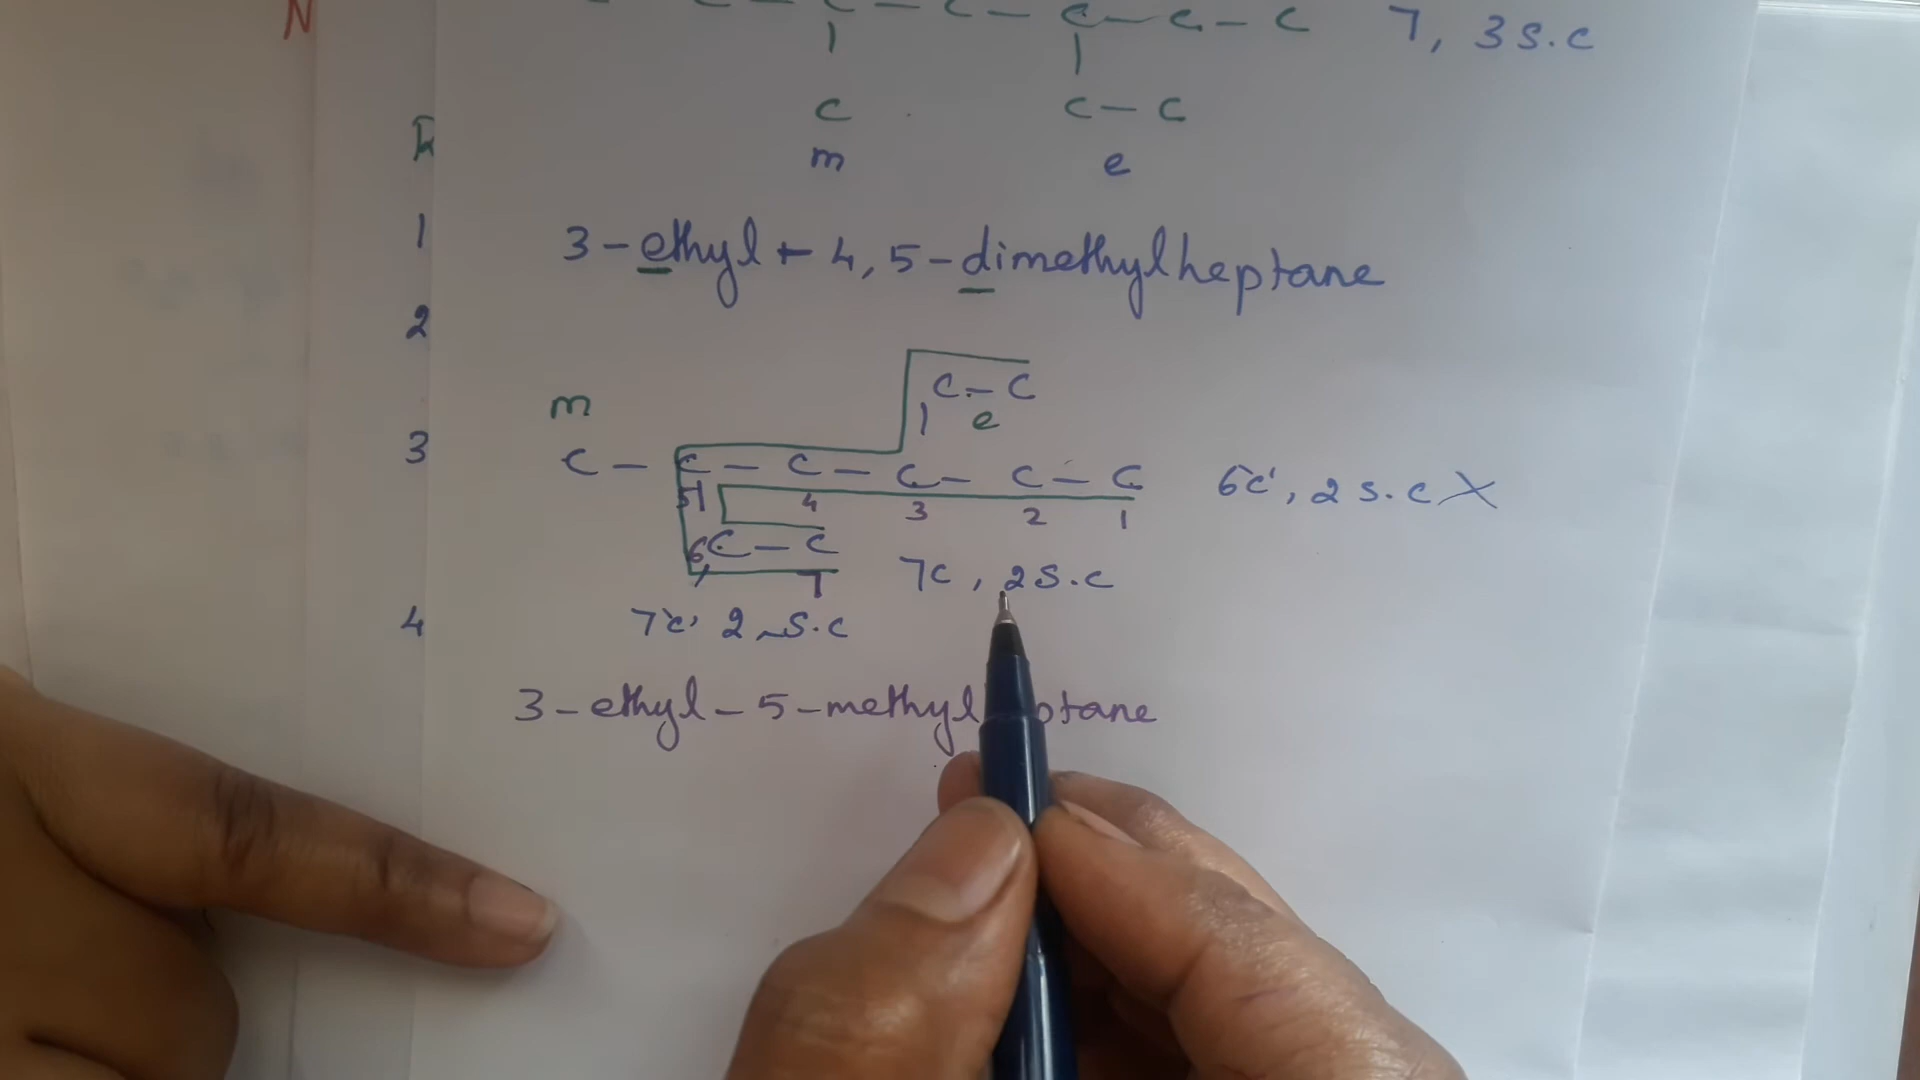 N
C - C - C - C - C - C 7, 3 s.c
C C - C
m e
1
3-ethyl - 4, 5-dimethylheptane
2
C - C
m
e
3
C - C - C - C - C - C 6C', 2 s.c X
5 4 3 2 1
6 C - C
7 7C, 2 s.c
4
7C' 2 s.c
3-ethyl-5-methyl